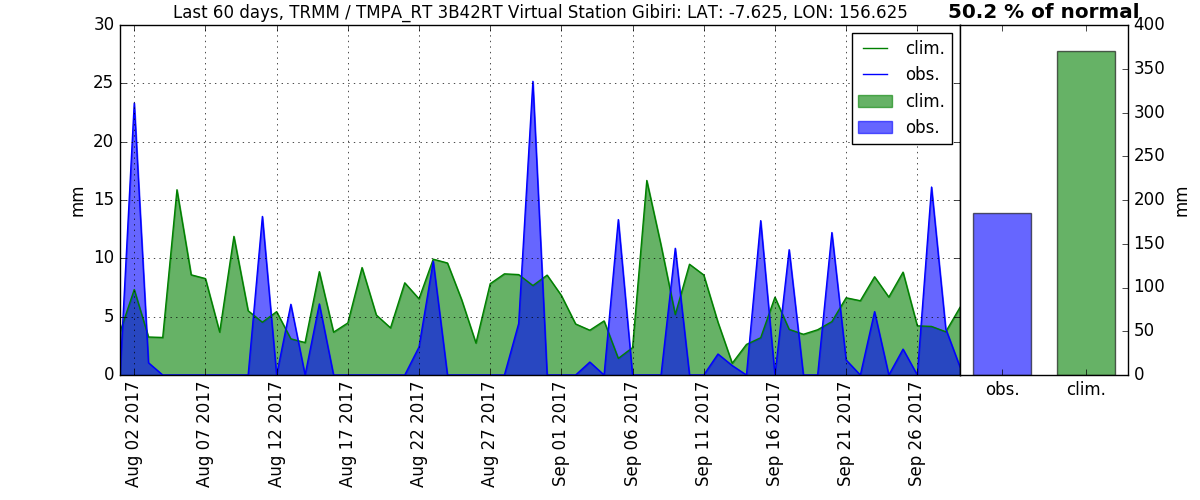 Last 60 days, TRMM / TMPA_RT 3B42RT Virtual Station Gibiri: LAT: -7.625, LON: 156.625
50.2 % of normal
30
25
20
15
10
5
0
mm
clim.
obs.
clim.
obs.
400
350
300
250
200
150
100
50
0
mm
obs.
clim.
Aug 02 2017
Aug 07 2017
Aug 12 2017
Aug 17 2017
Aug 22 2017
Aug 27 2017
Sep 01 2017
Sep 06 2017
Sep 11 2017
Sep 16 2017
Sep 21 2017
Sep 26 2017